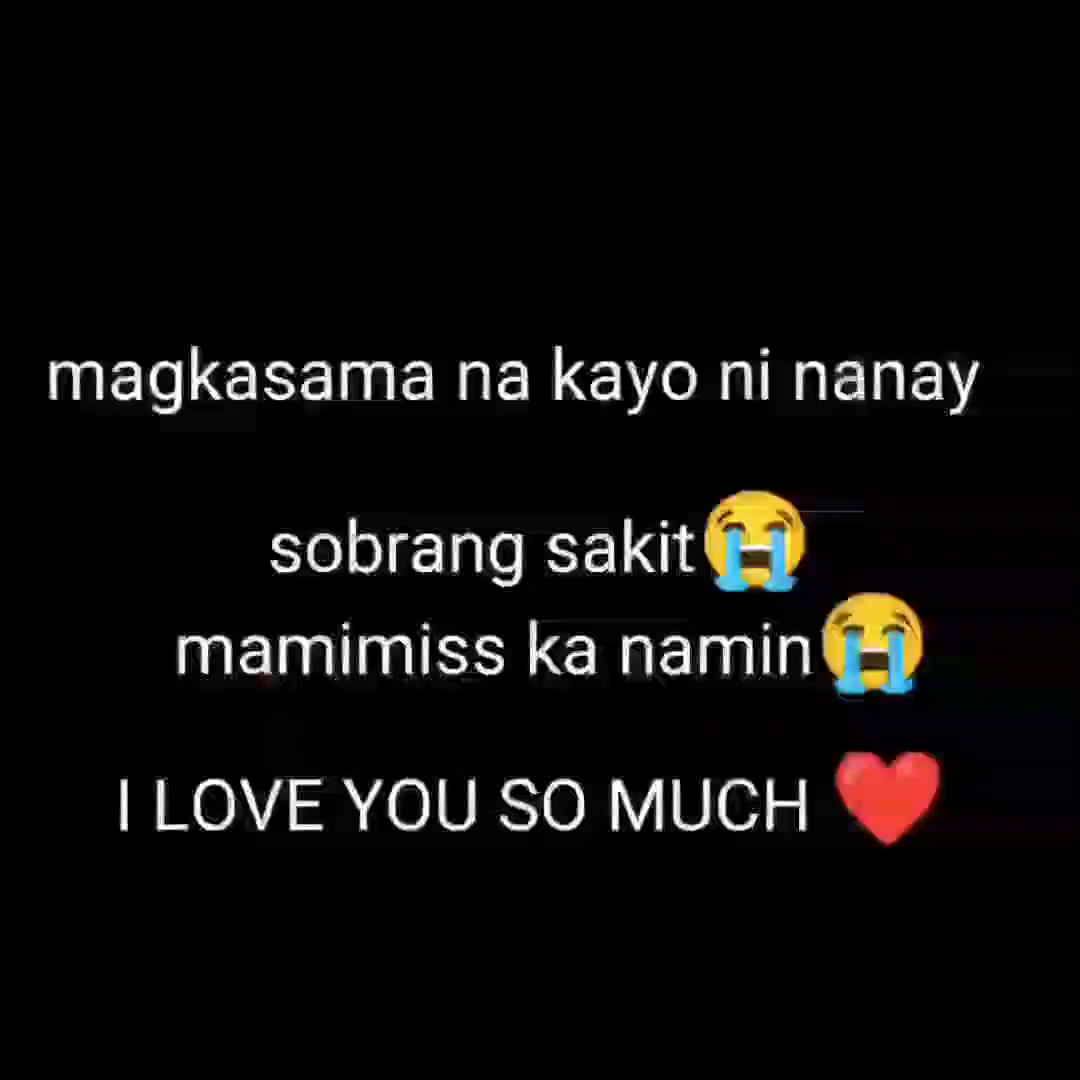 magkasama na kayo ni nanay
sobrang sakit😭
mamimiss ka namin😭
I LOVE YOU SO MUCH ❤️